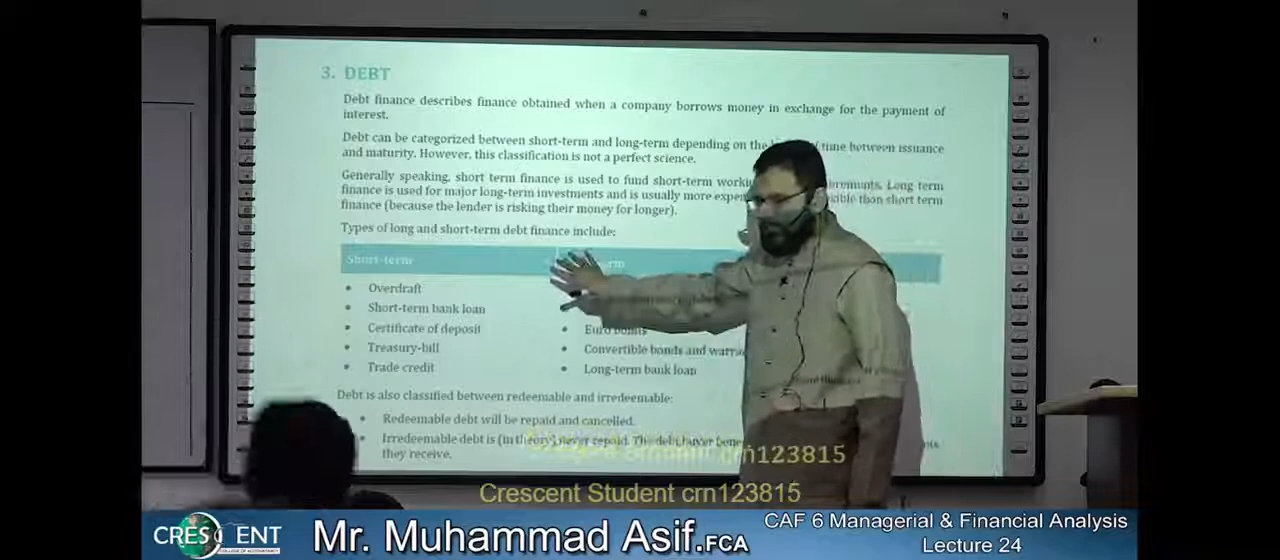 3. DEBT
Debt finance describes finance obtained when a company borrows money in exchange for the payment of
interest.
Debt can be categorized between short-term and long-term depending on the time between issuance
and maturity. However, this classification is not a perfect science.
Generally speaking, short term finance is used to fund short-term Long term
finance is used for major long-term investments and is usually more than short term
finance (because the lender is risking their money for longer).
Types of long and short-term debt finance include:
Short-term
Overdraft
Short-term bank loan
Certificate of deposit
Treasury-bill
Trade credit
Euro bonds
Convertible bonds and
Long-term bank loan
Debt is also classified between redeemable and irredeemable:
Redeemable debt will be repaid and cancelled.
Irredeemable debt is (in theory) never repaid. The debt
they receive.
crn123815
Crescent Student crn123815
CRESCENT
COLLEGE OF ACCOUNTANCY
Mr. Muhammad Asif.FCA
CAF 6 Managerial & Financial Analysis
Lecture 24